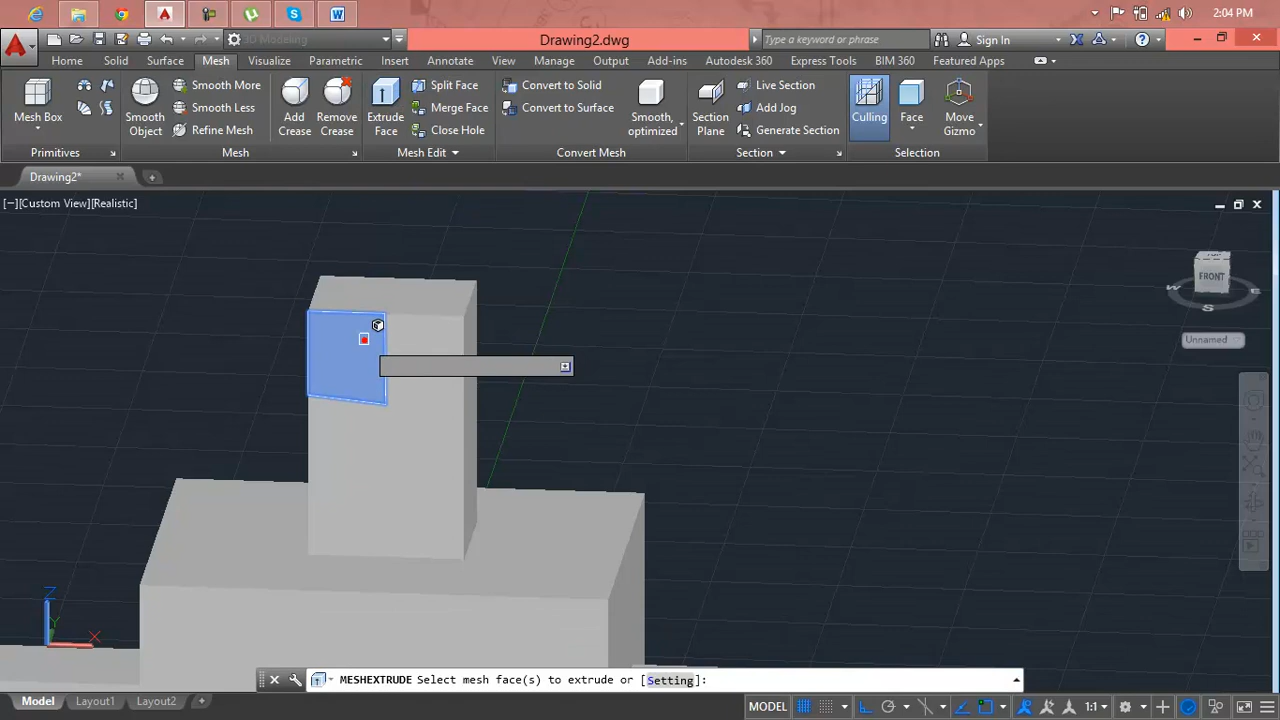 2:04 PM
3D Modeling
Drawing2.dwg
Type a keyword or phrase
Sign In
Home Solid Surface Mesh Visualize Parametric Insert Annotate View Manage Output Add-ins Autodesk 360 Express Tools BIM 360 Featured Apps
Mesh Box
Smooth Object
Smooth More
Smooth Less
Refine Mesh
Add Crease
Remove Crease
Extrude Face
Split Face
Merge Face
Close Hole
Convert to Solid
Convert to Surface
Smooth, optimized
Section Plane
Live Section
Add Jog
Generate Section
Culling
Face
Move Gizmo
Primitives Mesh Mesh Edit Convert Mesh Section Selection
Drawing2*
[−][Custom View][Realistic]
TOP
FRONT
W
E
S
Unnamed
Z
Y
X
MESHEXTRUDE Select mesh face(s) to extrude or [Setting]:
Model Layout1 Layout2
MODEL
1:1